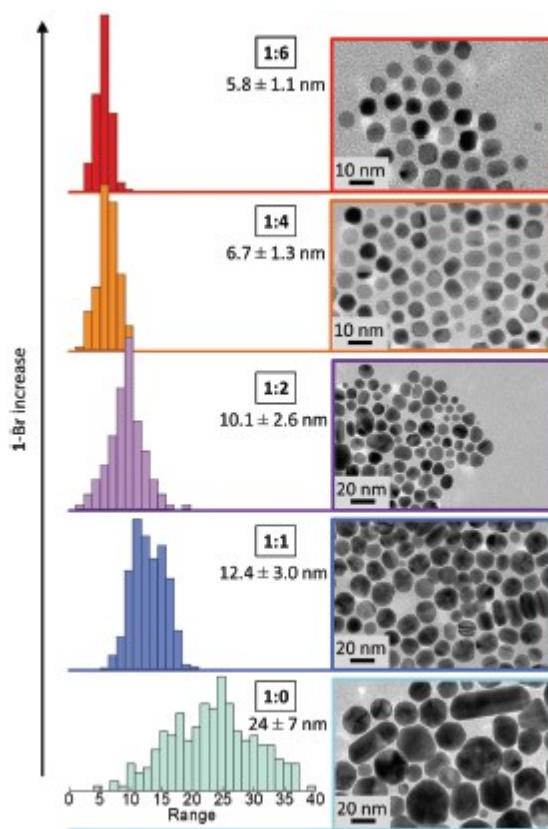 1:6
5.8 ± 1.1 nm
10 nm
1:4
6.7 ± 1.3 nm
10 nm
1:2
10.1 ± 2.6 nm
20 nm
1:1
12.4 ± 3.0 nm
20 nm
1:0
24 ± 7 nm
20 nm
1-Br increase
0 5 10 15 20 25 30 35 40
Range